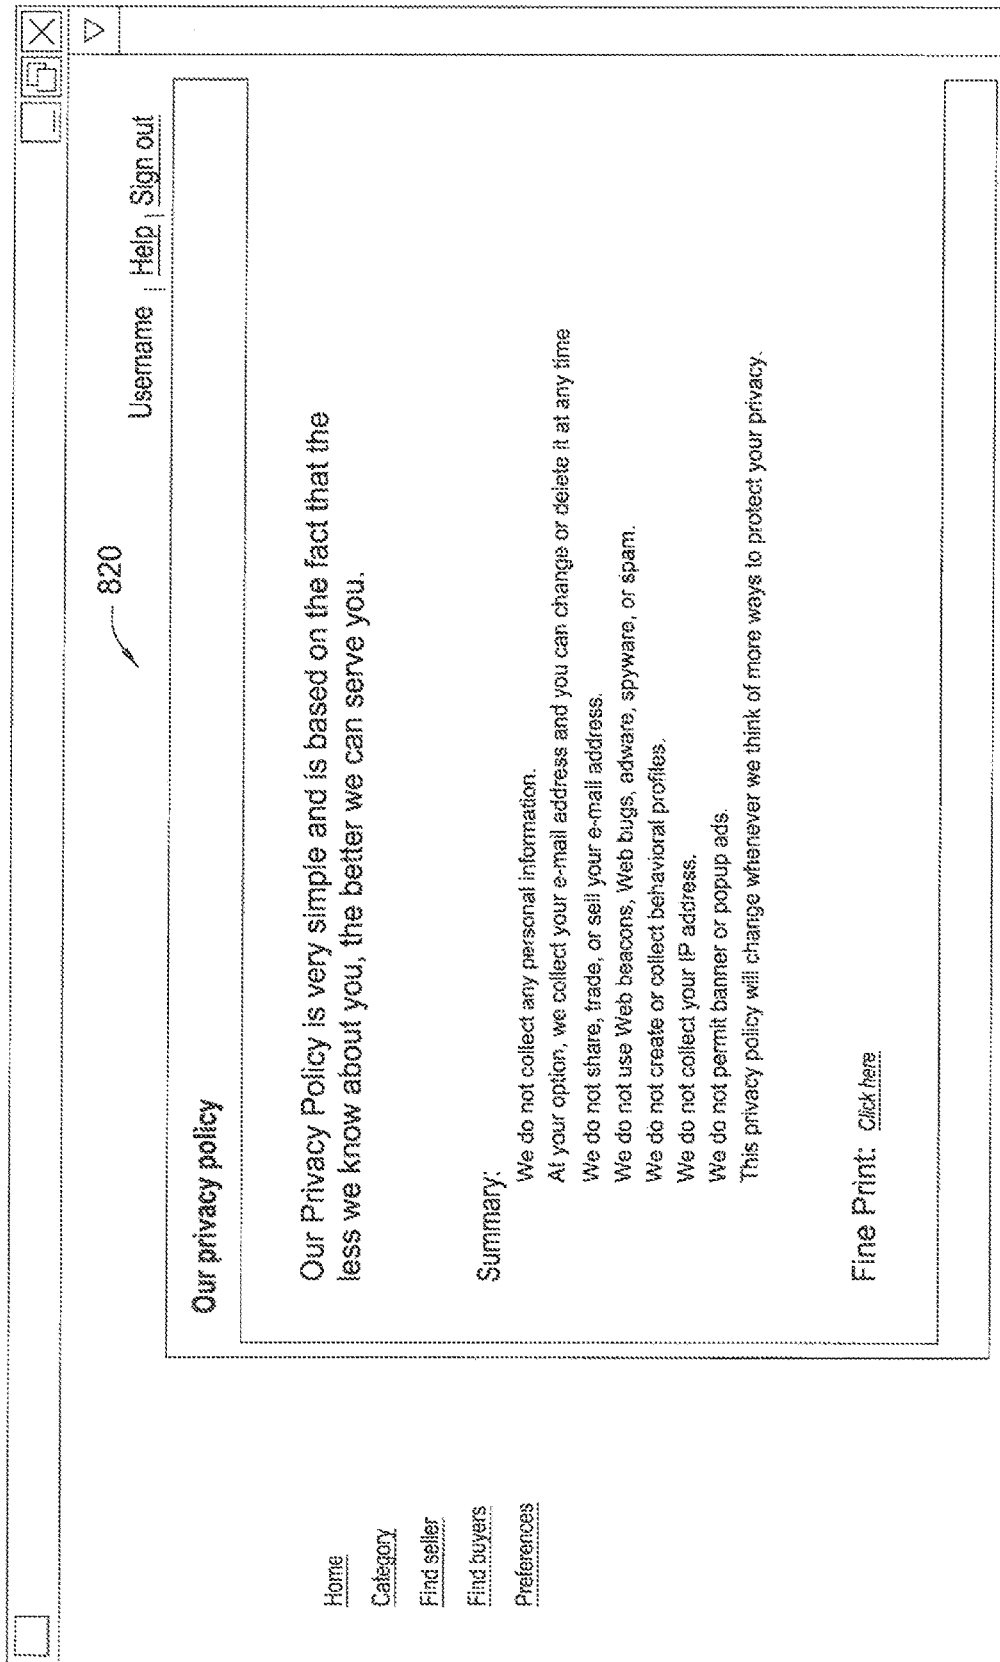 820
Username | Help | Sign out
Home
Category
Find seller
Find buyers
Preferences
Our privacy policy
Our Privacy Policy is very simple and is based on the fact that the
less we know about you, the better we can serve you.
Summary:
We do not collect any personal information.
At your option, we collect your e-mail address and you can change or delete it at any time
We do not share, trade, or sell your e-mail address.
We do not use Web beacons, Web bugs, adware, spyware, or spam.
We do not create or collect behavioral profiles.
We do not collect your IP address.
We do not permit banner or popup ads.
This privacy policy will change whenever we think of more ways to protect your privacy.
Fine Print: Click here